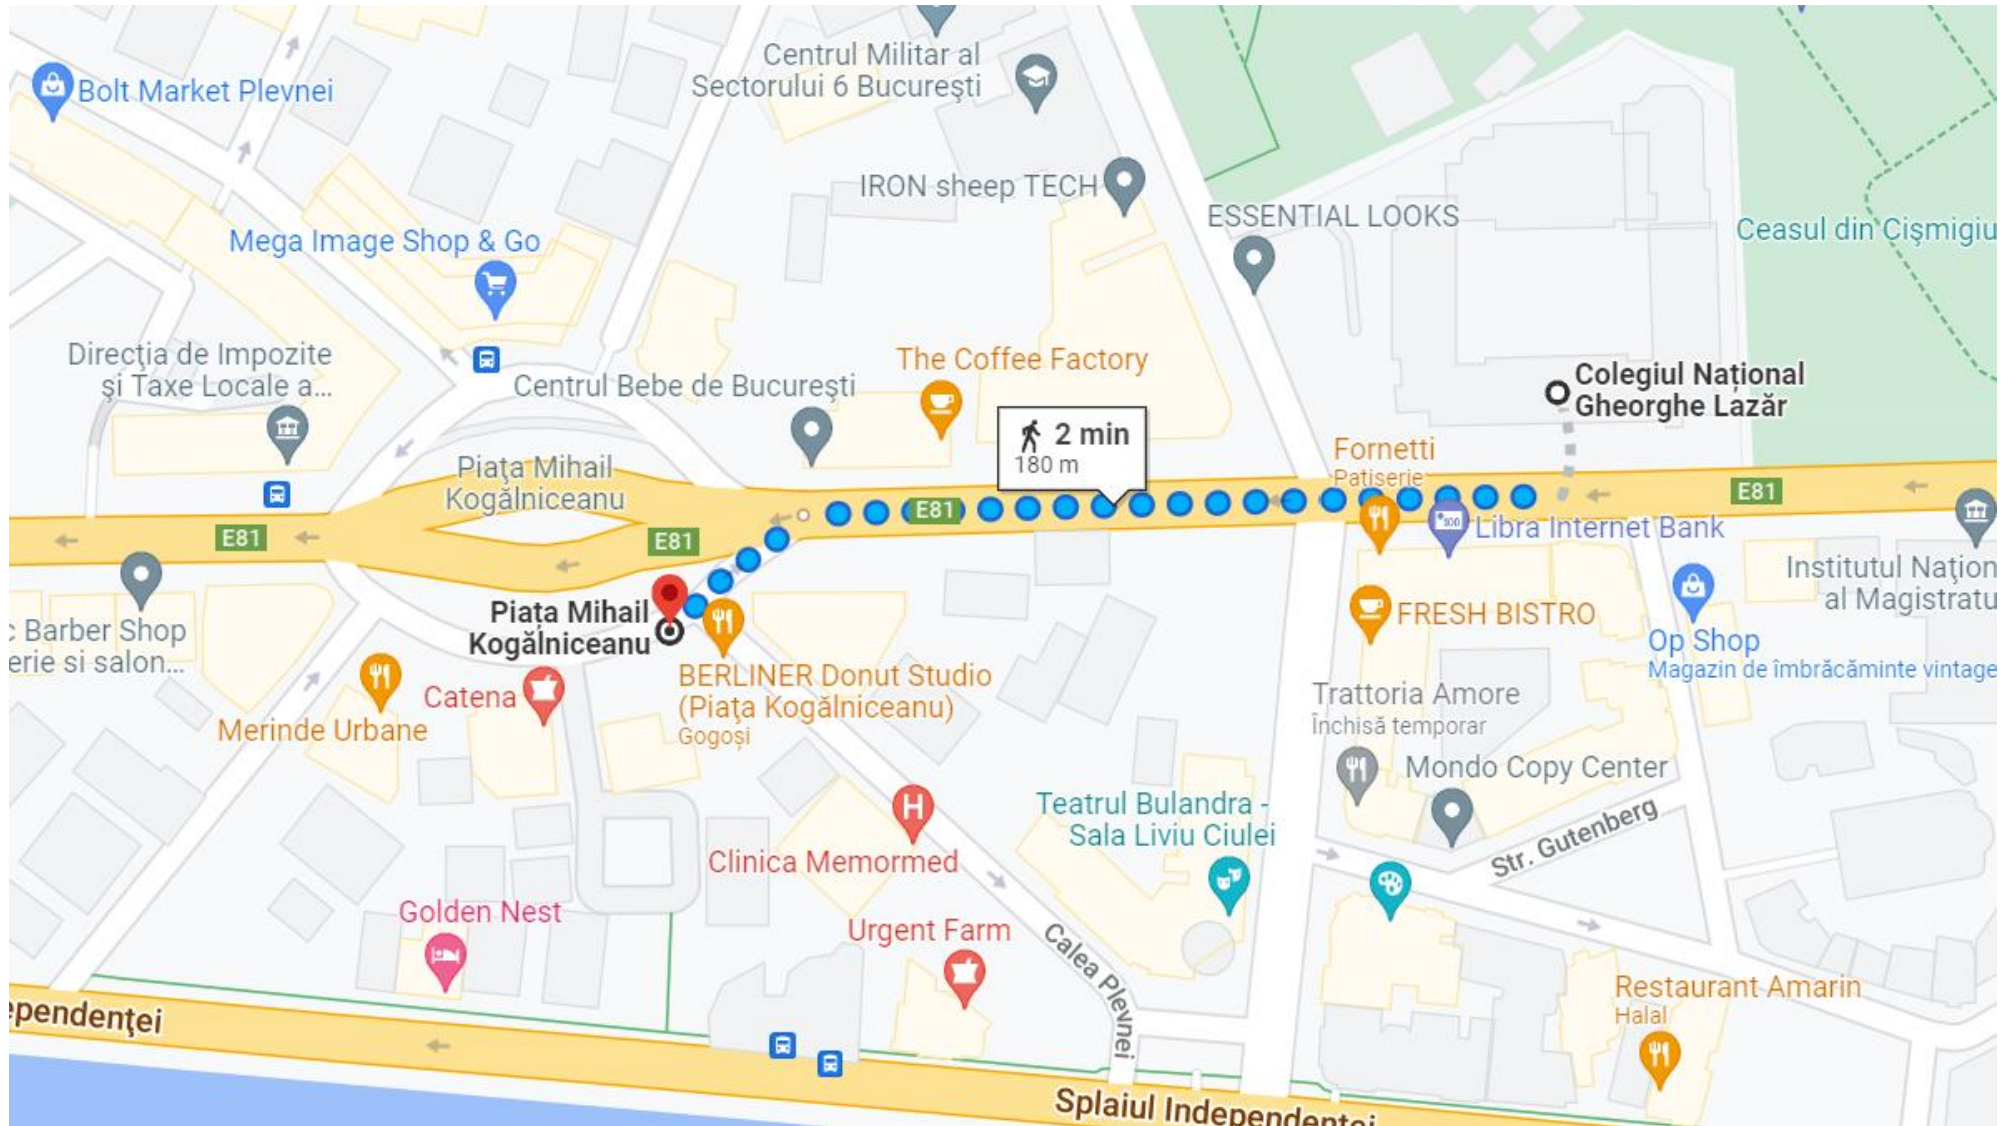 Centrul Militar al
Sectorului 6 București
Bolt Market Plevnei
IRON sheep TECH
ESSENTIAL LOOKS
Ceasul din Cișmigiu
Mega Image Shop & Go
Direcția de Impozite
și Taxe Locale a...
Centrul Bebe de București
The Coffee Factory
Colegiul Național
Gheorghe Lazăr
2 min
180 m
Fornetti
Patiserie
Piața Mihail
Kogălniceanu
E81
E81
E81
E81
Libra Internet Bank
Institutul Națion
al Magistratu
Piața Mihail
Kogălniceanu
c Barber Shop
erie si salon...
FRESH BISTRO
Op Shop
Magazin de îmbrăcăminte vintage
BERLINER Donut Studio
(Piața Kogălniceanu)
Gogoși
Catena
Merinde Urbane
Trattoria Amore
Închisă temporar
Mondo Copy Center
Teatrul Bulandra -
Sala Liviu Ciulei
Str. Gutenberg
Clinica Memormed
H
Golden Nest
Urgent Farm
Calea Plevnei
Restaurant Amarin
Halal
ependenței
Splaiul Independenței